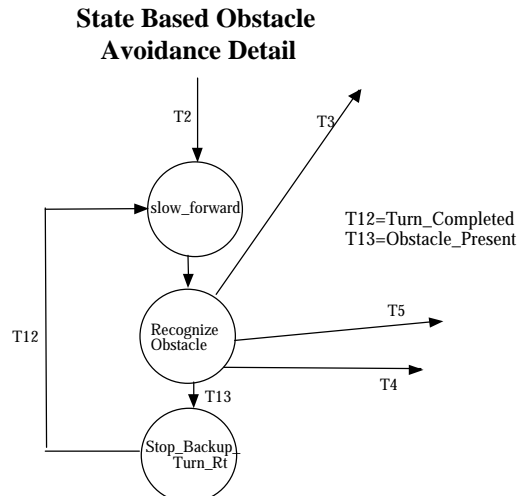 State Based Obstacle
Avoidance Detail
T2
T3
slow_forward
T12=Turn_Completed
T13=Obstacle_Present
T5
T12
Recognize
Obstacle
T4
T13
Stop_Backup_
Turn_Rt